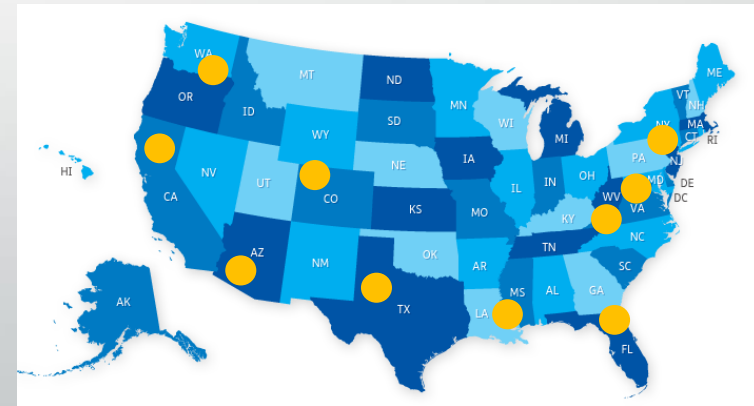 WA
MT
ND
ME
VT
NH
OR
ID
MN
SD
WI
NY
MA
CT
RI
WY
MI
HI
NV
UT
NE
IA
PA
NJ
CA
CO
IL
IN
OH
MD
DE
DC
WV
VA
KS
MO
KY
NC
TN
AZ
NM
OK
AR
SC
AK
TX
LA
MS
AL
GA
FL